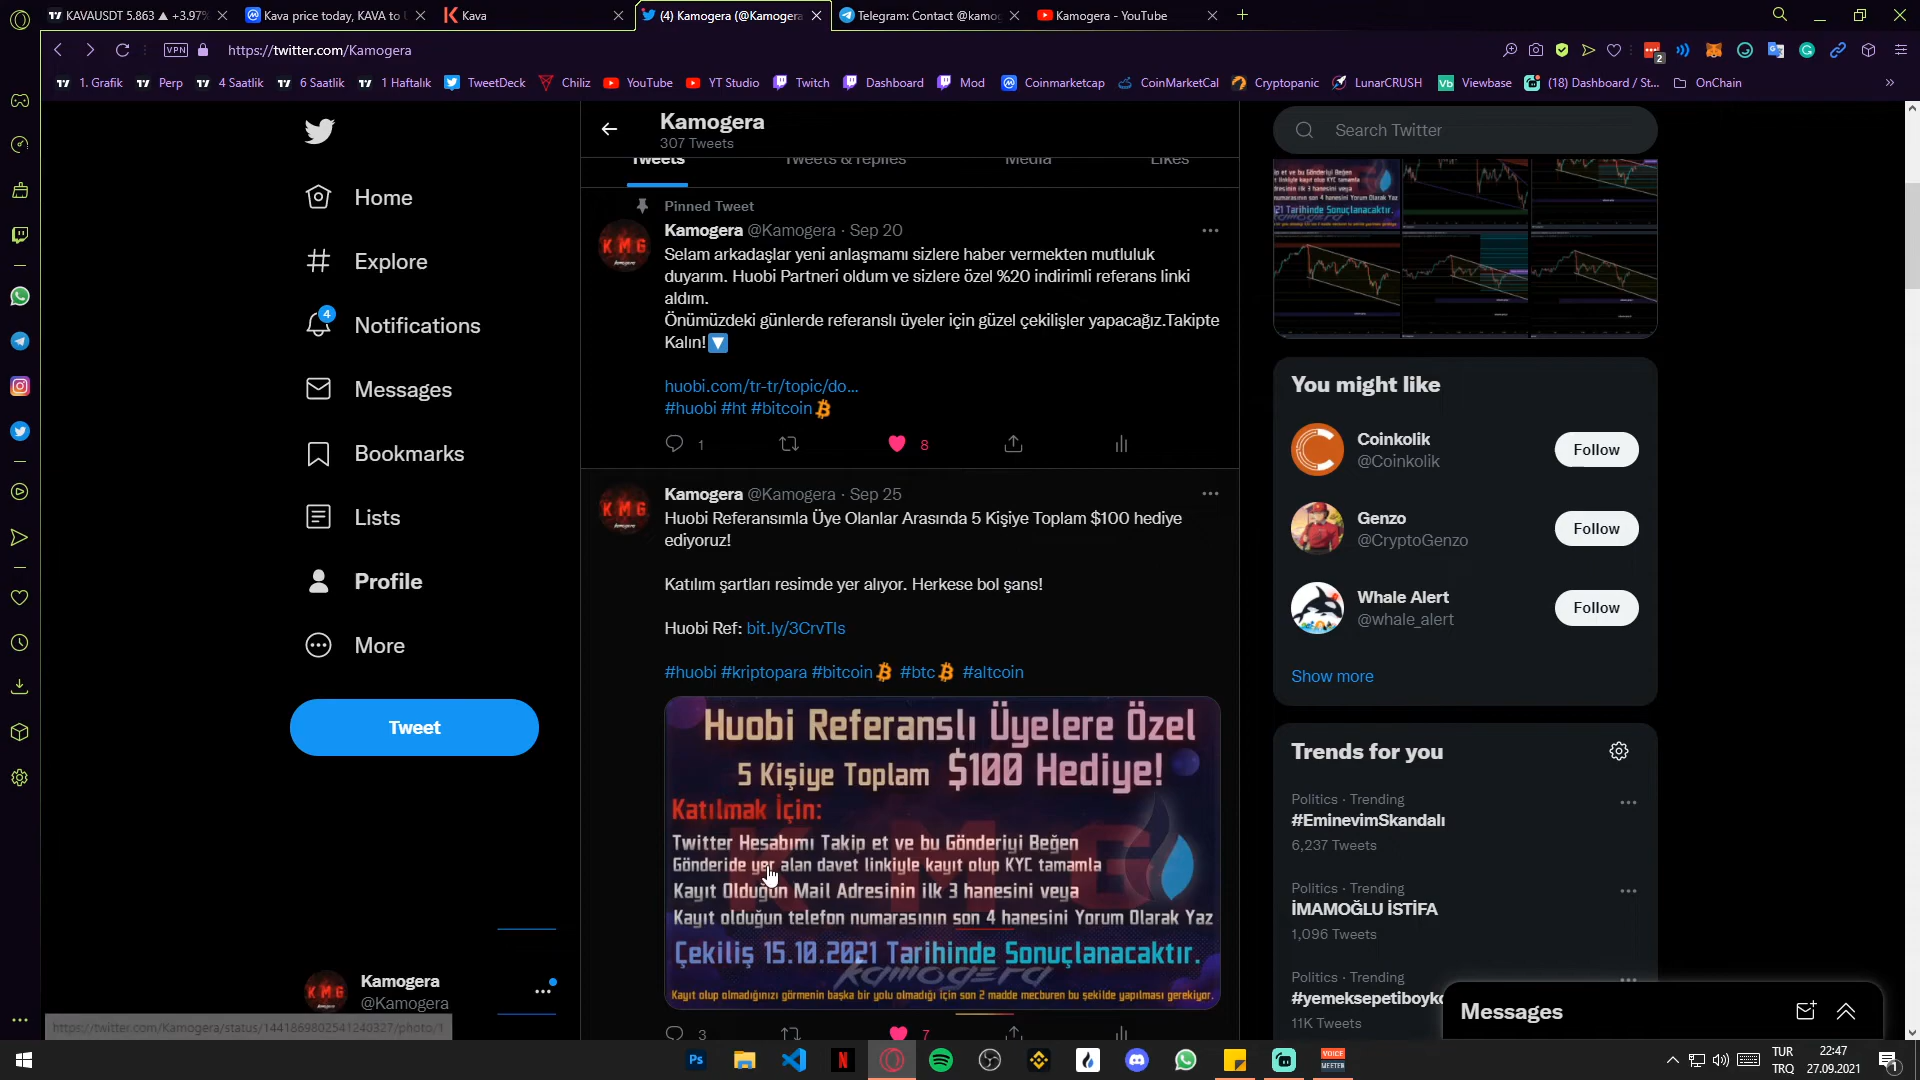 KAVAUSDT 5.863 ▲ +3.97%
Kava price today, KAVA to
Kava
(4) Kamogera (@Kamogera
Telegram: Contact @kamog
Kamogera - YouTube
VPN
https://twitter.com/Kamogera
2
1. Grafik
Perp
4 Saatlik
6 Saatlik
1 Haftalık
TweetDeck
Chiliz
YouTube
YT Studio
Twitch
Dashboard
Mod
Coinmarketcap
CoinMarketCal
Cryptopanic
LunarCRUSH
Viewbase
(18) Dashboard / St...
OnChain
Kamogera
307 Tweets
Tweets
Tweets & replies
Media
Likes
Search Twitter
Home
Explore
4
Notifications
Messages
Bookmarks
Lists
Profile
More
Tweet
Kamogera
@Kamogera
https://twitter.com/Kamogera/status/1441869802541240327/photo/1
Pinned Tweet
KMG
Kamogera @Kamogera · Sep 20
Selam arkadaşlar yeni anlaşmamı sizlere haber vermekten mutluluk
duyarım. Huobi Partneri oldum ve sizlere özel %20 indirimli referans linki
aldım.
Önümüzdeki günlerde referanslı üyeler için güzel çekilişler yapacağız.Takipte
Kalın!
huobi.com/tr-tr/topic/do...
#huobi #ht #bitcoin
1
8
KMG
Kamogera @Kamogera · Sep 25
Huobi Referansımla Üye Olanlar Arasında 5 Kişiye Toplam $100 hediye
ediyoruz!
Katılım şartları resimde yer alıyor. Herkese bol şans!
Huobi Ref: bit.ly/3CrvTls
#huobi #kriptopara #bitcoin #btc #altcoin
Huobi Referanslı Üyelere Özel
5 Kişiye Toplam $100 Hediye!
Katılmak İçin:
Twitter Hesabımı Takip et ve bu Gönderiyi Beğen
Gönderide yer alan davet linkiyle kayıt olup KYC tamamla
Kayıt Olduğun Mail Adresinin ilk 3 hanesini veya
Kayıt olduğun telefon numarasının son 4 hanesini Yorum Olarak Yaz
Çekiliş 15.10.2021 Tarihinde Sonuçlanacaktır.
kamogera
Kayıt olup olmadığınızı görmenin başka bir yolu olmadığı için son 2 madde mecburen bu şekilde yapılması gerekiyor.
3
7
You might like
Coinkolik
@Coinkolik
Follow
Genzo
@CryptoGenzo
Follow
Whale Alert
@whale_alert
Follow
Show more
Trends for you
Politics · Trending
#EminevimSkandalı
6,237 Tweets
Politics · Trending
İMAMOĞLU İSTİFA
1,096 Tweets
Politics · Trending
#yemeksepetiboyko
11K Tweets
Messages
Ps
VOICE
MEETER
TUR
TRQ
22:47
27.09.2021
1